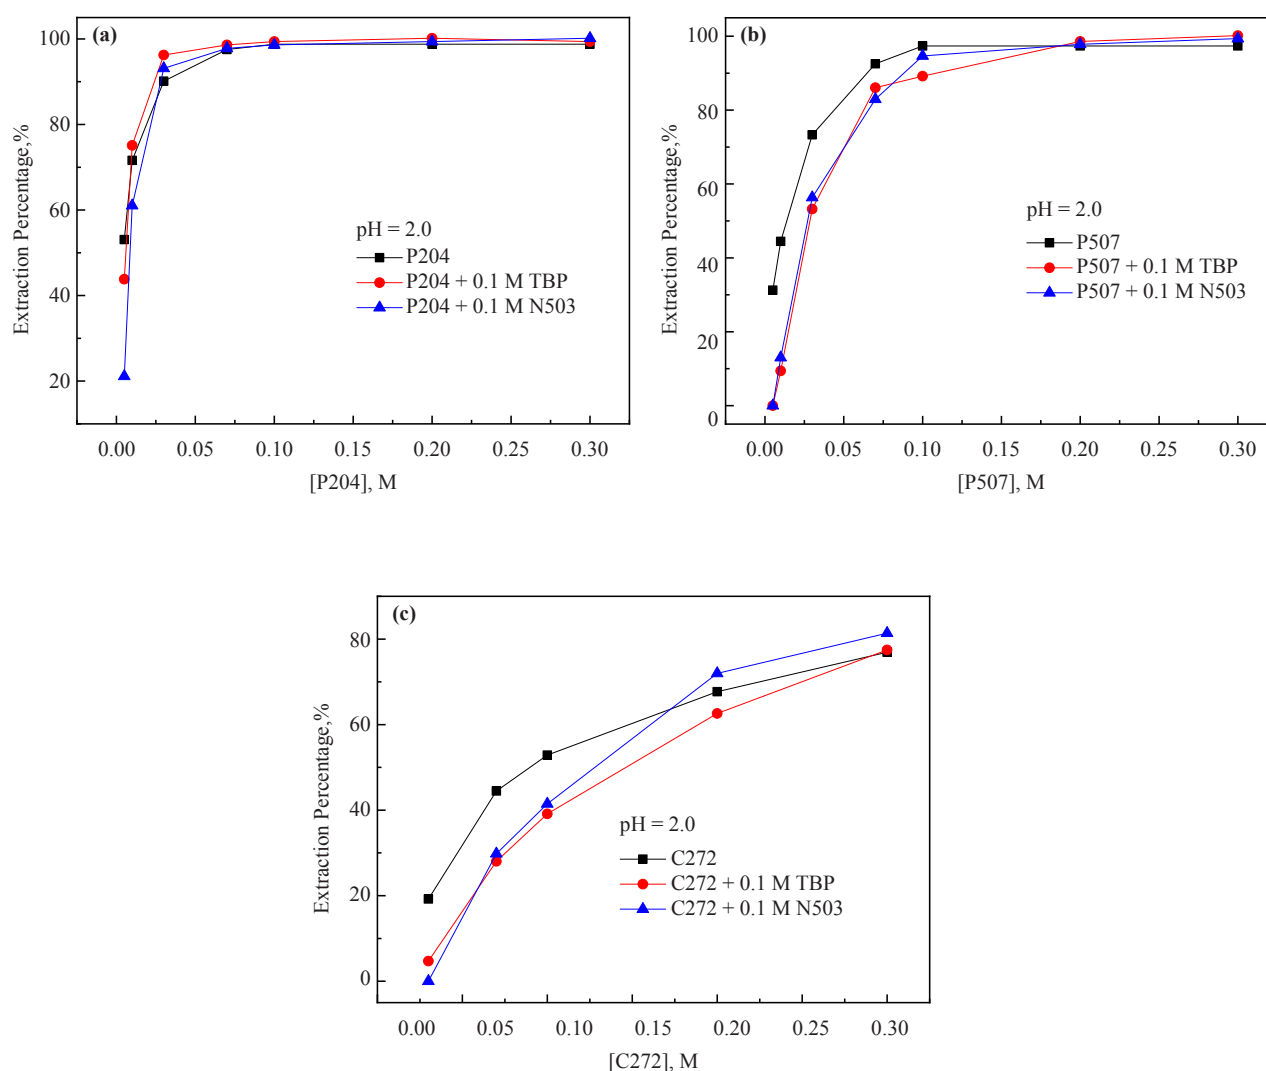 (a)
100
80
60
40
20
Extraction Percentage,%
pH = 2.0
P204
P204 + 0.1 M TBP
P204 + 0.1 M N503
0.00 0.05 0.10 0.15 0.20 0.25 0.30
[P204], M
(b)
100
80
60
40
20
0
Extraction Percentage,%
pH = 2.0
P507
P507 + 0.1 M TBP
P507 + 0.1 M N503
0.00 0.05 0.10 0.15 0.20 0.25 0.30
[P507], M
(c)
80
60
40
20
0
Extraction Percentage,%
pH = 2.0
C272
C272 + 0.1 M TBP
C272 + 0.1 M N503
0.00 0.05 0.10 0.15 0.20 0.25 0.30
[C272], M